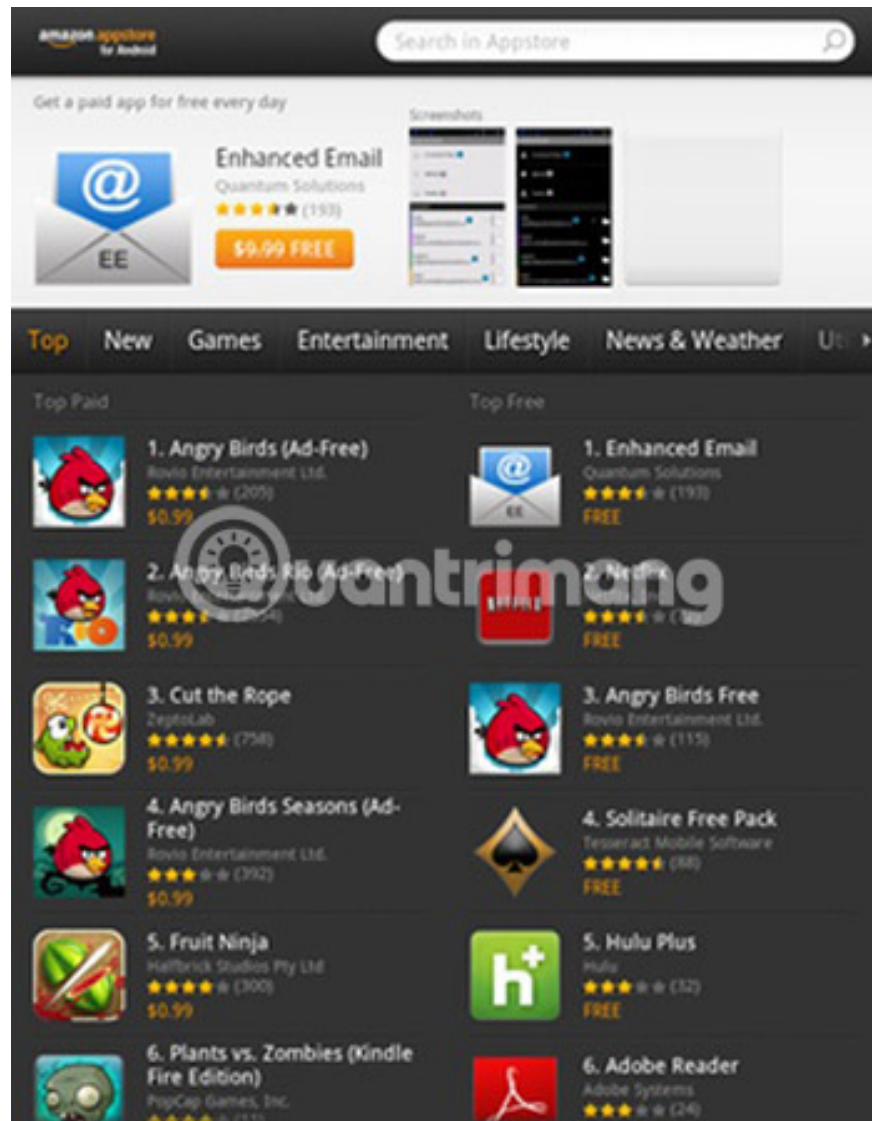 amazon appstore
for Android
Search in Appstore
Get a paid app for free every day
Screenshots
Enhanced Email
Quantum Solutions
(193)
$9.99 FREE
EE
Top New Games Entertainment Lifestyle News & Weather Uti
Top Paid
1. Angry Birds (Ad-Free)
Rovio Entertainment Ltd.
(205)
$0.99
2. Angry Birds Rio (Ad-Free)
RIO
$0.99
3. Cut the Rope
ZeptoLab
(758)
$0.99
4. Angry Birds Seasons (Ad-
Free)
Rovio Entertainment Ltd.
(392)
$0.99
5. Fruit Ninja
Halfbrick Studios Pty Ltd
(300)
$0.99
6. Plants vs. Zombies (Kindle
Fire Edition)
PopCap Games, Inc.
Top Free
1. Enhanced Email
Quantum Solutions
(193)
EE
FREE
2. Netflix
NETFLIX
FREE
3. Angry Birds Free
Rovio Entertainment Ltd.
(115)
FREE
4. Solitaire Free Pack
Tesseract Mobile Software
(88)
FREE
5. Hulu Plus
h+
Hulu
(32)
FREE
6. Adobe Reader
Adobe Systems
(24)
Quantrimang